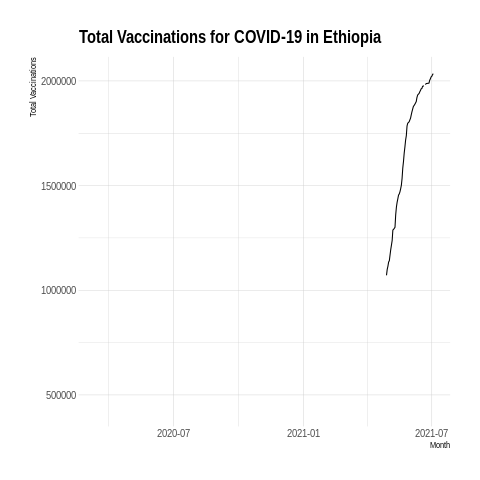 Total Vaccinations for COVID-19 in Ethiopia
Total Vaccinations
2000000
1500000
1000000
500000
2020-07
2021-01
2021-07
Month